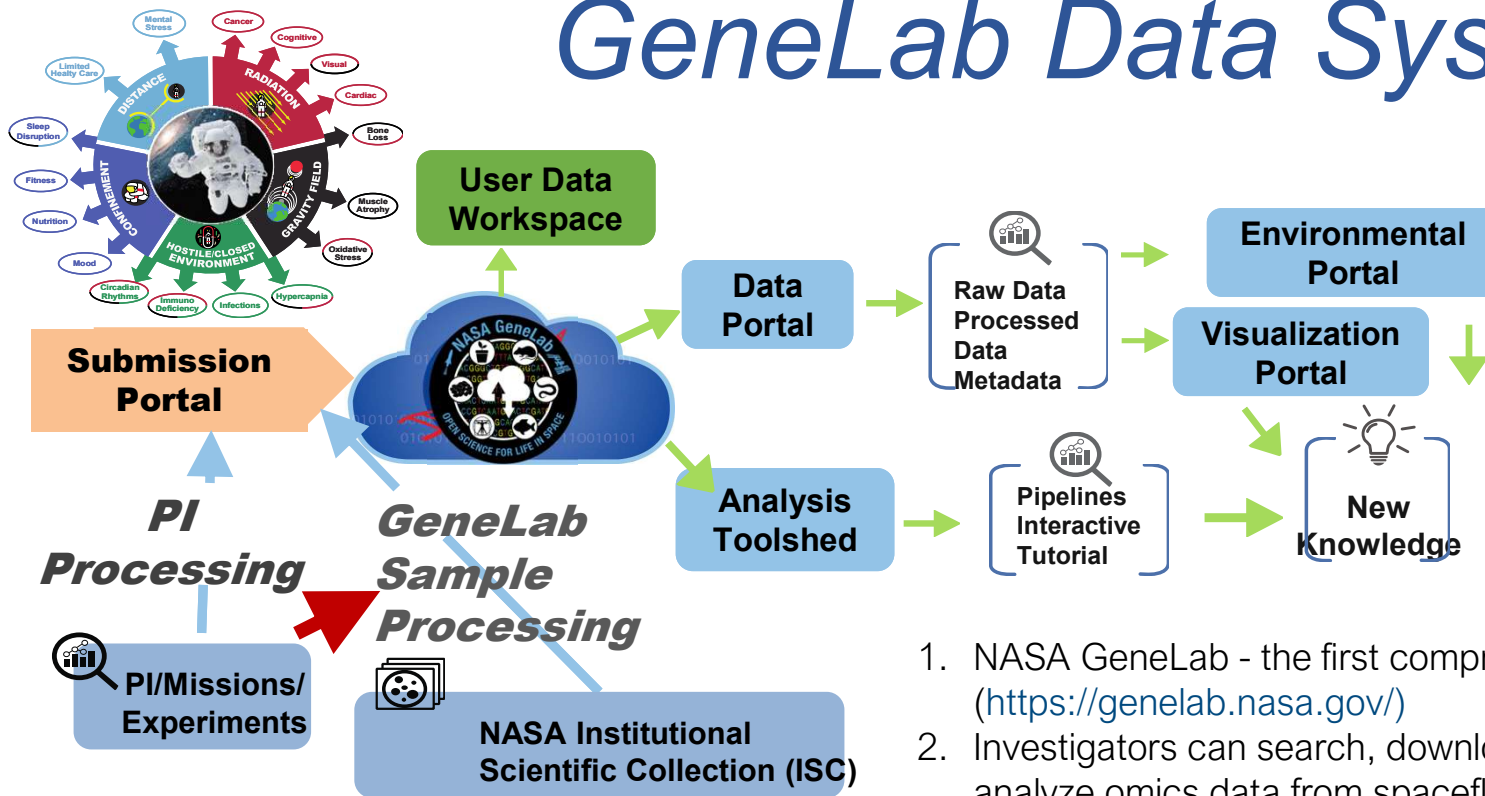 GeneLab Data Sys
Mental
Stress
Cancer
Cognitive
Visual
Cardiac
Limited
Healty Care
Sleep
Disruption
Fitness
Nutrition
Mood
Circadian
Rhythms
Immuno
Deficiency
Infections
Hypercapnia
Oxidative
Stress
Muscle
Atrophy
Bone
Loss
DISTANCE
RADIATION
CONFINEMENT
GRAVITY FIELD
HOSTILE/CLOSED
ENVIRONMENT
User Data
Workspace
Submission
Portal
NASA GeneLab
OPEN SCIENCE FOR LIFE IN SPACE
Data
Portal
Raw Data
Processed
Data
Metadata
Environmental
Portal
Visualization
Portal
Analysis
Toolshed
Pipelines
Interactive
Tutorial
New
Knowledge
PI
Processing
GeneLab
Sample
Processing
PI/Missions/
Experiments
NASA Institutional
Scientific Collection (ISC)
1. NASA GeneLab - the first compr
(https://genelab.nasa.gov/)
2. Investigators can search, downlo
analyze omics data from spacefl